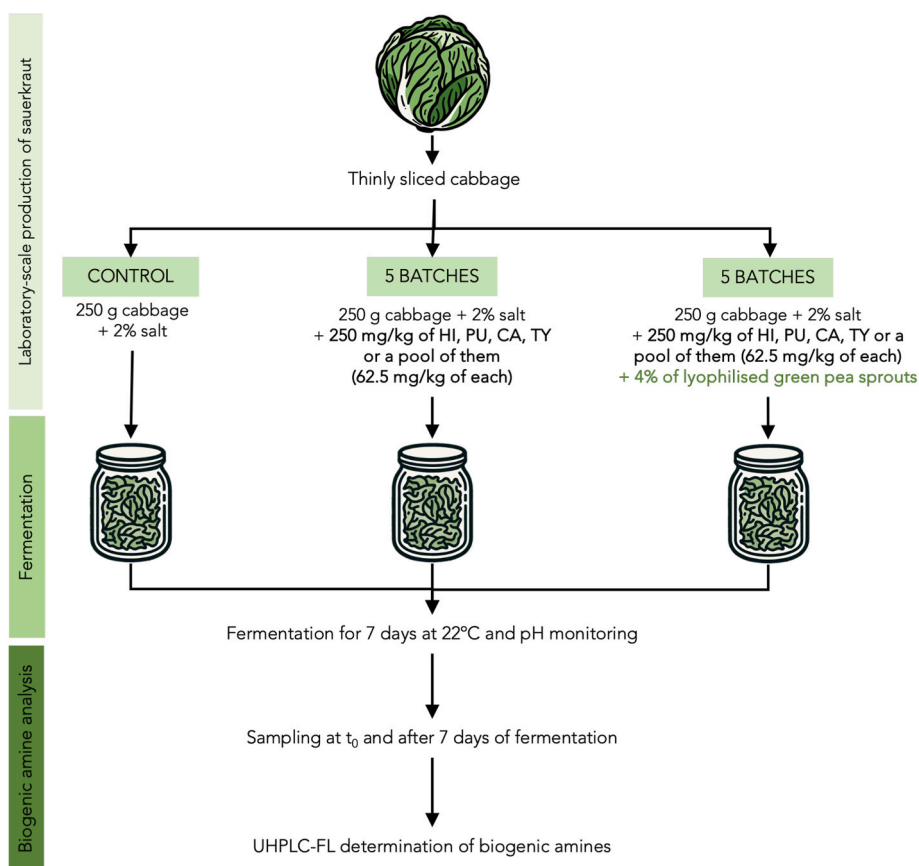 Laboratory-scale production of sauerkraut
Thinly sliced cabbage
CONTROL
250 g cabbage
+ 2% salt
5 BATCHES
250 g cabbage + 2% salt
+ 250 mg/kg of HI, PU, CA, TY
or a pool of them
(62.5 mg/kg of each)
5 BATCHES
250 g cabbage + 2% salt
+ 250 mg/kg of HI, PU, CA, TY or a
pool of them (62.5 mg/kg of each)
+ 4% of lyophilised green pea sprouts
Fermentation
Fermentation for 7 days at 22ºC and pH monitoring
Biogenic amine analysis
Sampling at t₀ and after 7 days of fermentation
UHPLC-FL determination of biogenic amines